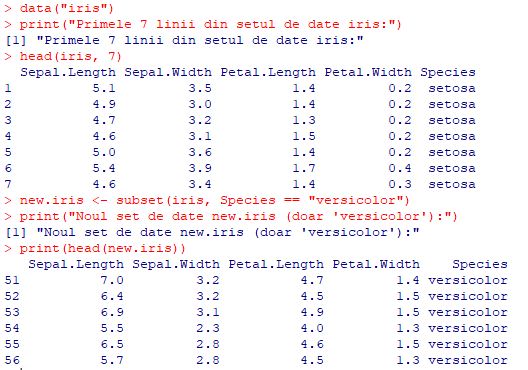 > data("iris")
> print("Primele 7 linii din setul de date iris:")
[1] "Primele 7 linii din setul de date iris:"
> head(iris, 7)
  Sepal.Length Sepal.Width Petal.Length Petal.Width Species
1          5.1         3.5          1.4         0.2  setosa
2          4.9         3.0          1.4         0.2  setosa
3          4.7         3.2          1.3         0.2  setosa
4          4.6         3.1          1.5         0.2  setosa
5          5.0         3.6          1.4         0.2  setosa
6          5.4         3.9          1.7         0.4  setosa
7          4.6         3.4          1.4         0.3  setosa
> new.iris <- subset(iris, Species == "versicolor")
> print("Noul set de date new.iris (doar 'versicolor'):")
[1] "Noul set de date new.iris (doar 'versicolor'):"
> print(head(new.iris))
   Sepal.Length Sepal.Width Petal.Length Petal.Width    Species
51          7.0         3.2          4.7         1.4 versicolor
52          6.4         3.2          4.5         1.5 versicolor
53          6.9         3.1          4.9         1.5 versicolor
54          5.5         2.3          4.0         1.3 versicolor
55          6.5         2.8          4.6         1.5 versicolor
56          5.7         2.8          4.5         1.3 versicolor